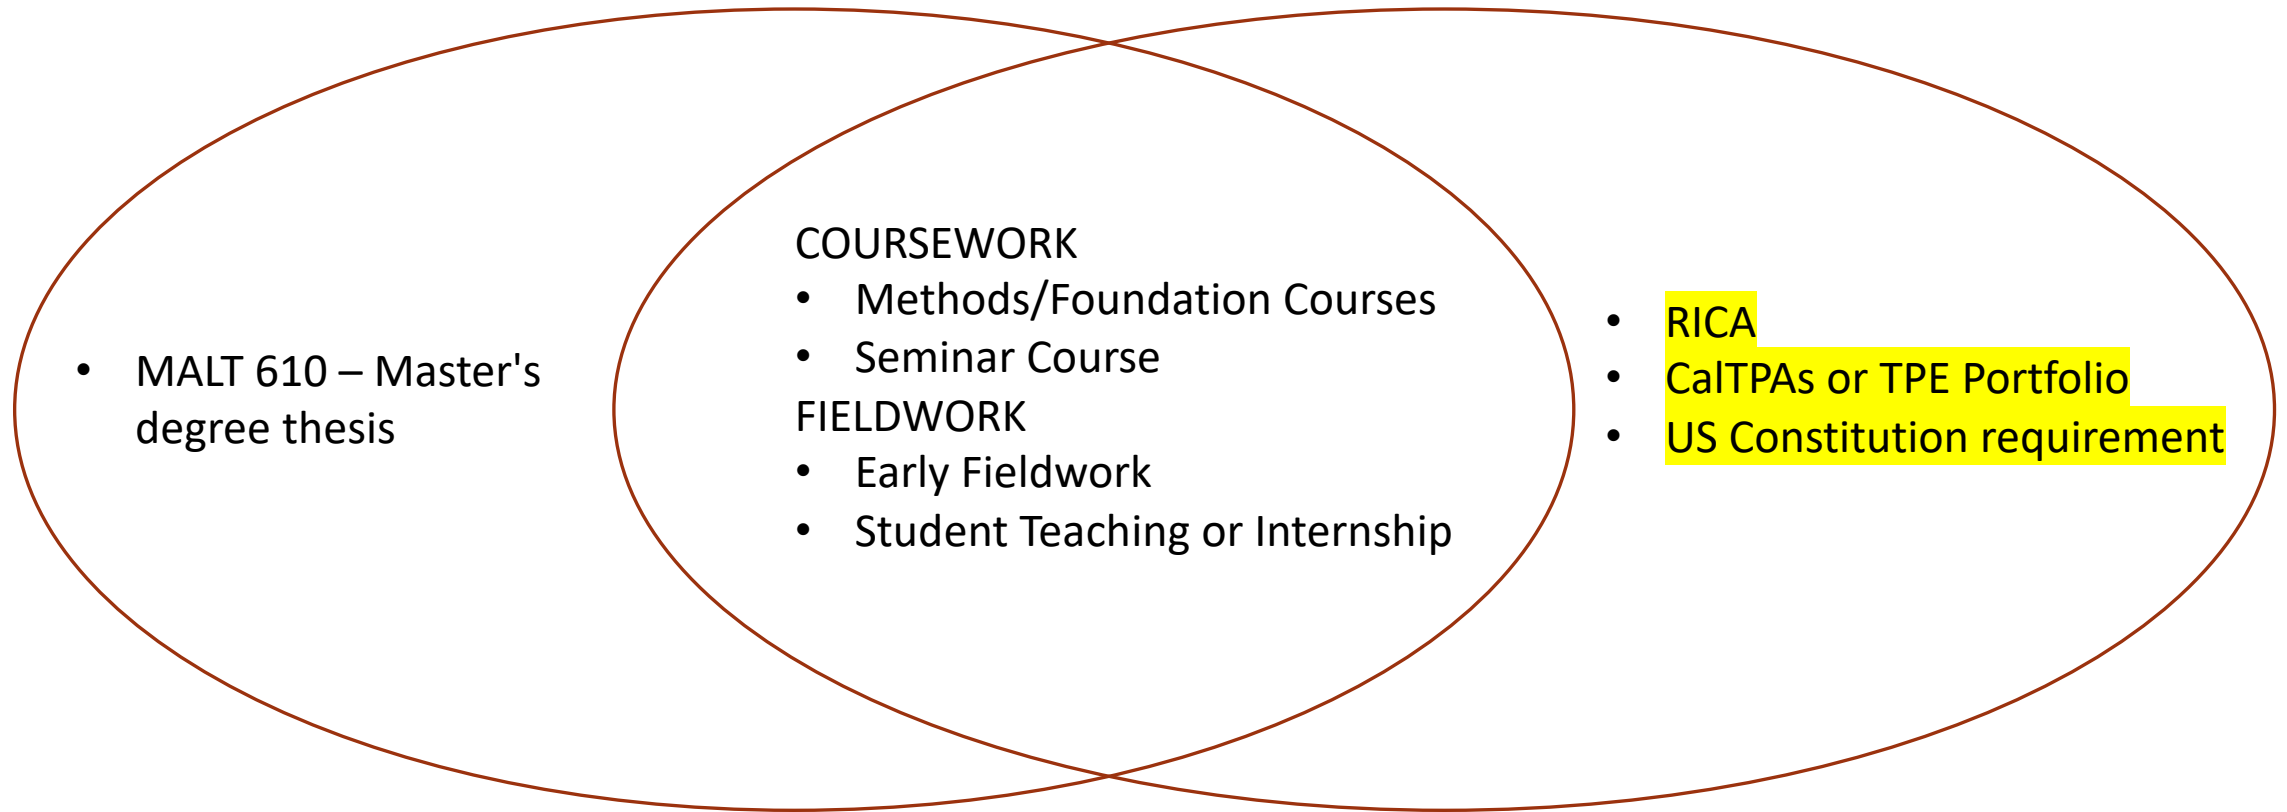 • MALT 610 – Master's
degree thesis
COURSEWORK
• Methods/Foundation Courses
• Seminar Course
FIELDWORK
• Early Fieldwork
• Student Teaching or Internship
• RICA
• CalTPAs or TPE Portfolio
• US Constitution requirement